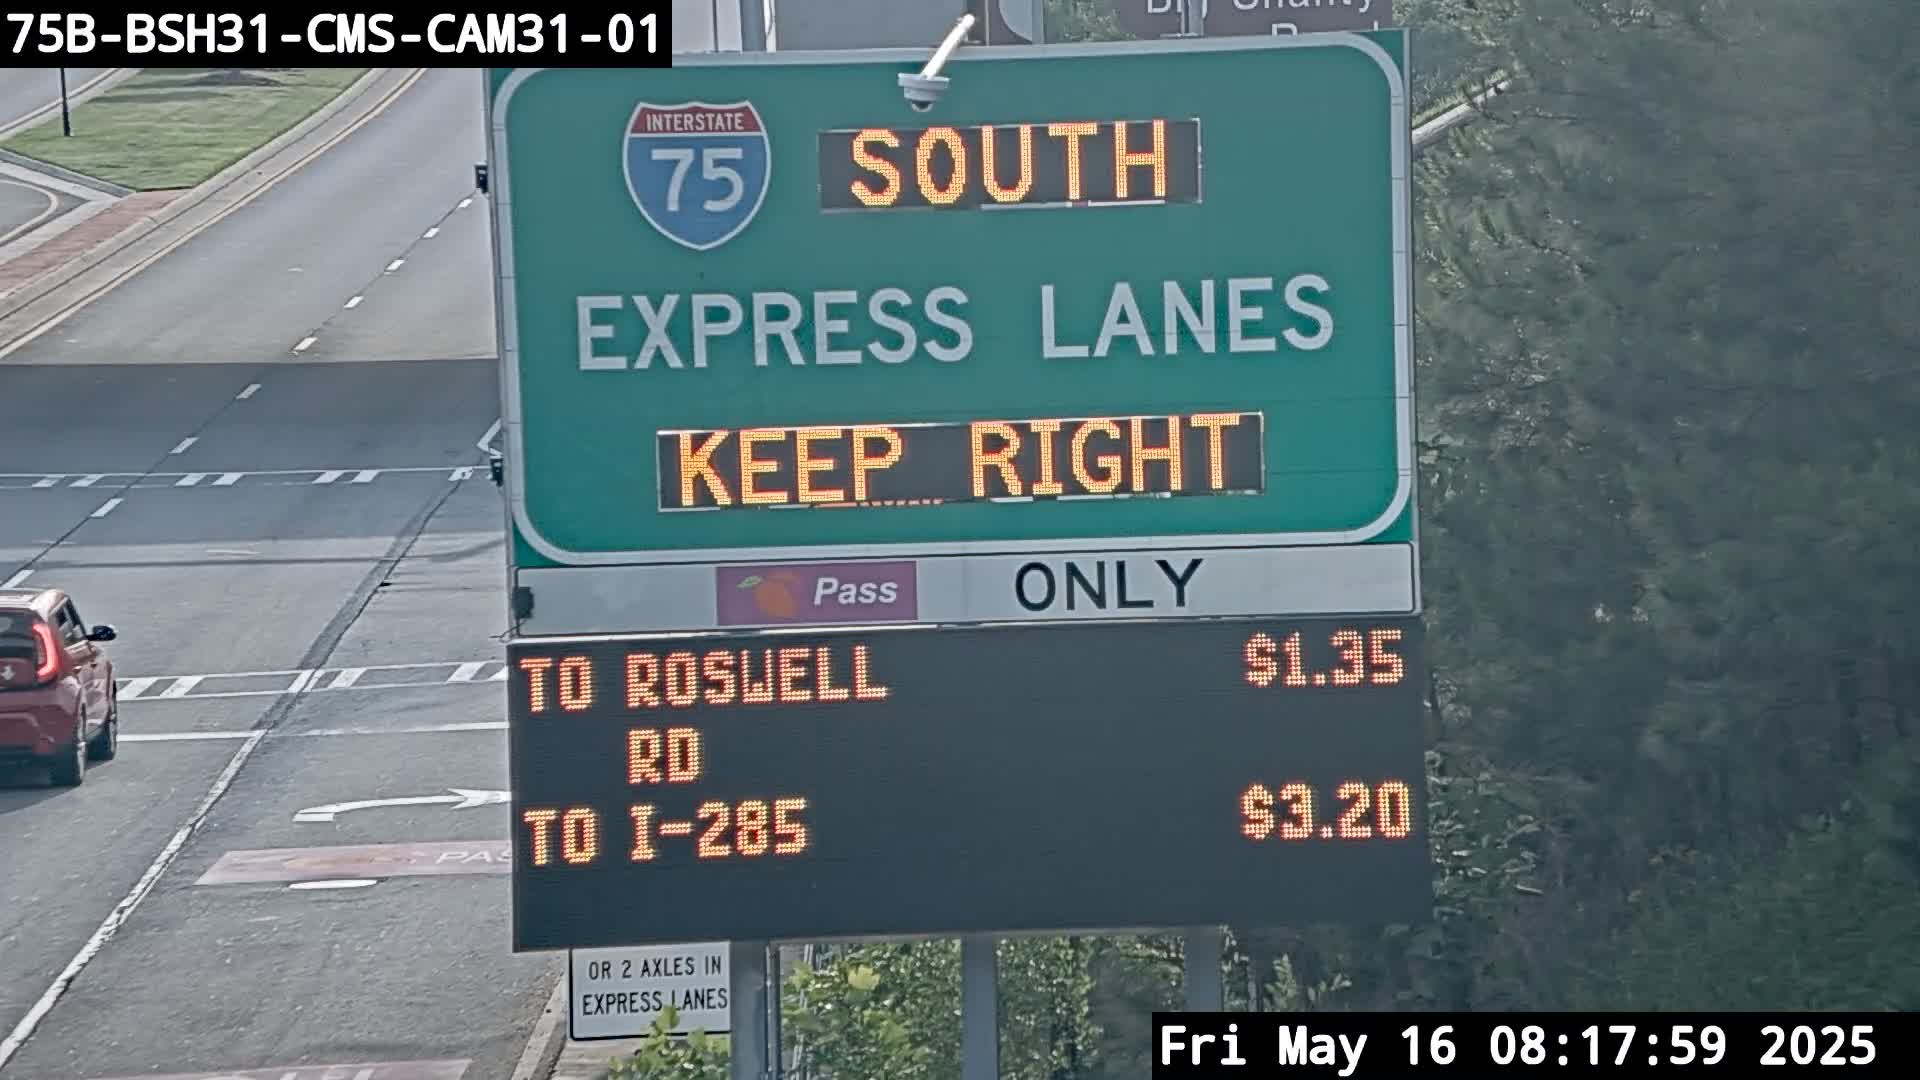 75B-BSH31-CMS-CAM31-01
INTERSTATE
75
SOUTH
EXPRESS LANES
KEEP RIGHT
Pass ONLY
TO ROSWELL $1.35
RD
TO I-285 $3.20
OR 2 AXLES IN
EXPRESS LANES
Fri May 16 08:17:59 2025